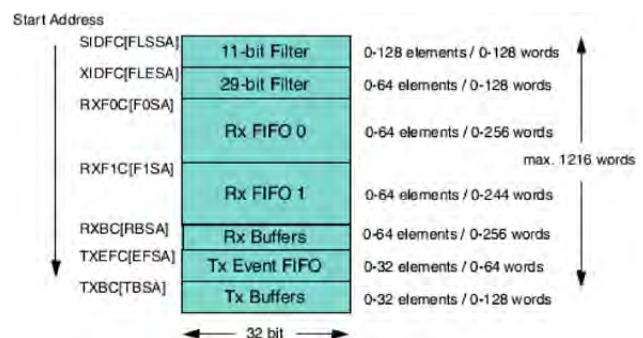 Start Address
SIDFC[FLSSA]
11-bit Filter
0-128 elements / 0-128 words
XIDFC[FLESA]
29-bit Filter
0-64 elements / 0-128 words
RXF0C[F0SA]
Rx FIFO 0
0-64 elements / 0-256 words
max. 1216 words
RXF1C[F1SA]
Rx FIFO 1
0-64 elements / 0-244 words
RXBC[RBSA]
Rx Buffers
0-64 elements / 0-256 words
TXEFC[EFSA]
Tx Event FIFO
0-32 elements / 0-64 words
TXBC[TBSA]
Tx Buffers
0-32 elements / 0-128 words
32 bit